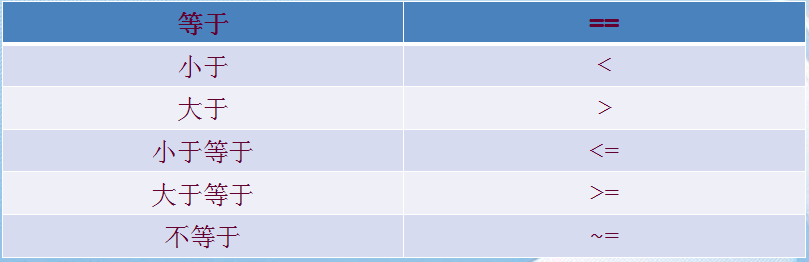 等于 ==
小于 <
大于 >
小于等于 <=
大于等于 >=
不等于 ~=